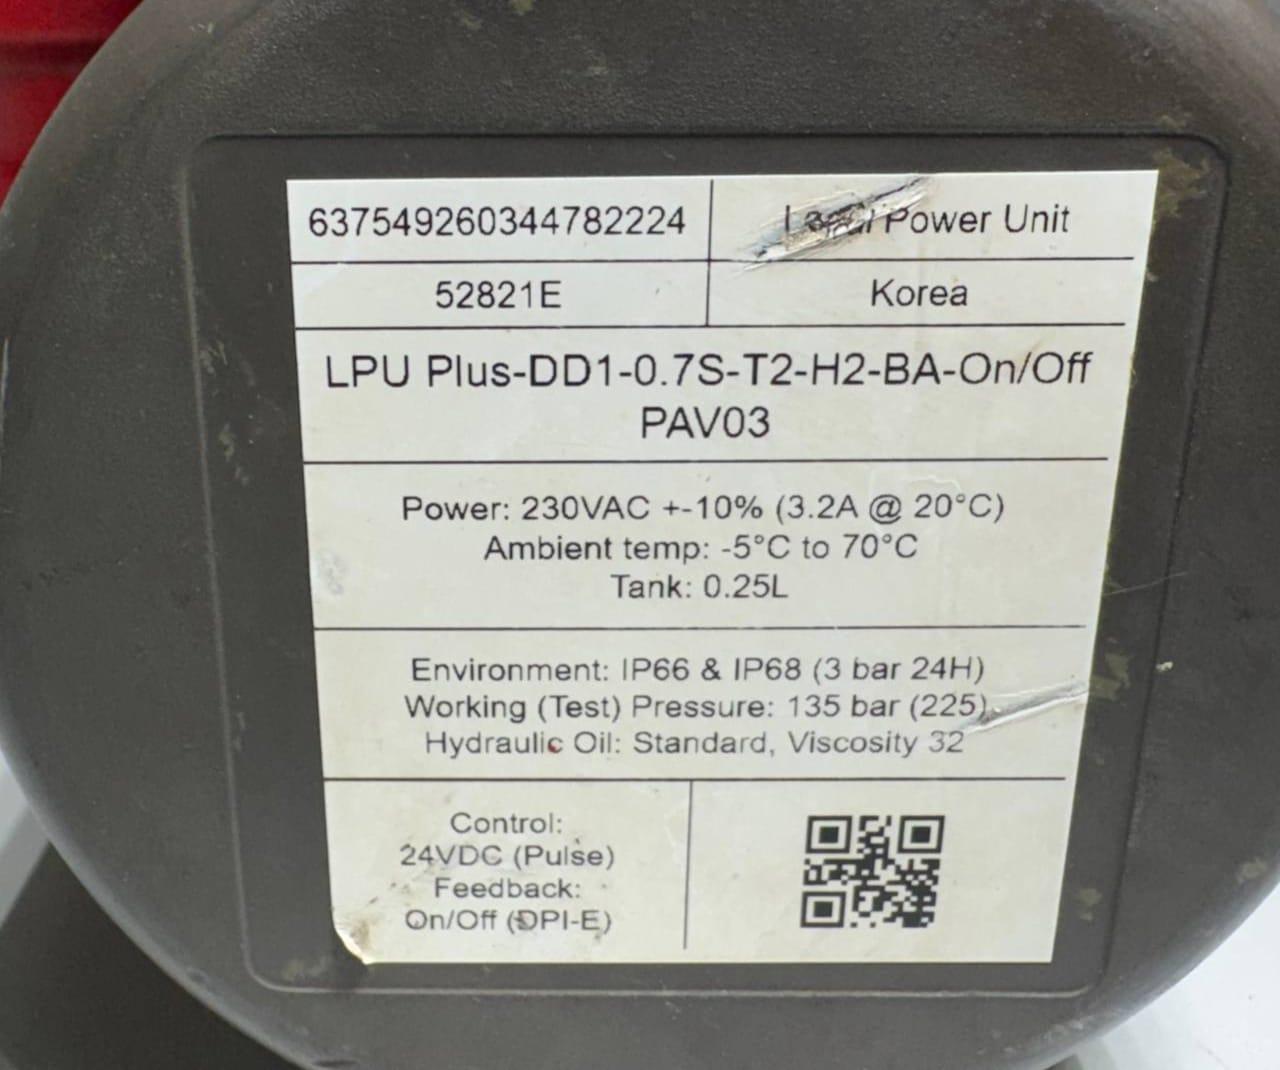 637549260344782224
Power Unit
52821E
Korea
LPU Plus-DD1-0.7S-T2-H2-BA-On/Off
PAV03
Power: 230VAC +-10% (3.2A @ 20°C)
Ambient temp: -5°C to 70°C
Tank: 0.25L
Environment: IP66 & IP68 (3 bar 24H)
Working (Test) Pressure: 135 bar (225)
Hydraulic Oil: Standard, Viscosity 32
Control:
24VDC (Pulse)
Feedback:
On/Off (DPI-E)